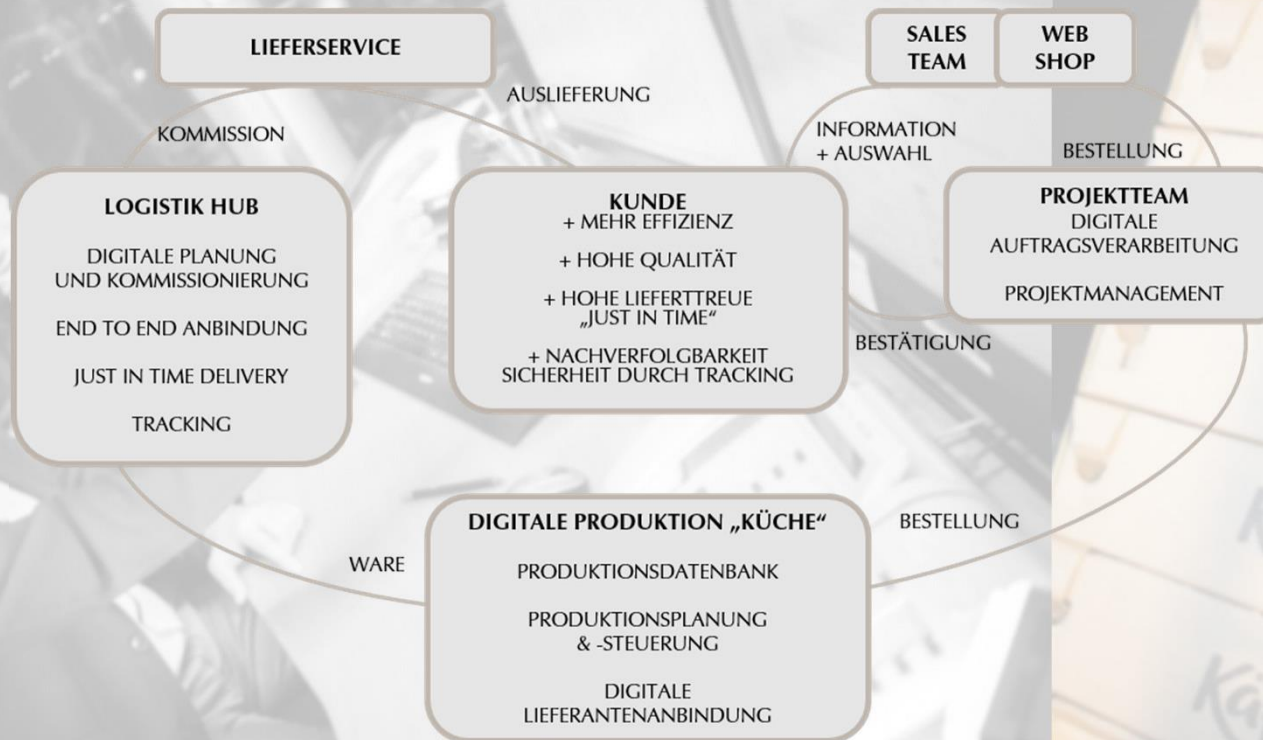 LIEFERSERVICE
SALES
TEAM
WEB
SHOP
AUSLIEFERUNG
KOMMISSION
INFORMATION
+ AUSWAHL
BESTELLUNG
LOGISTIK HUB
DIGITALE PLANUNG
UND KOMMISSIONIERUNG
END TO END ANBINDUNG
JUST IN TIME DELIVERY
TRACKING
KUNDE
+ MEHR EFFIZIENZ
+ HOHE QUALITÄT
+ HOHE LIEFERTTREUE
„JUST IN TIME“
+ NACHVERFOLGBARKEIT
SICHERHEIT DURCH TRACKING
PROJEKTTEAM
DIGITALE
AUFTRAGSVERARBEITUNG
PROJEKTMANAGEMENT
BESTÄTIGUNG
DIGITALE PRODUKTION „KÜCHE“
PRODUKTIONSDATENBANK
PRODUKTIONSPLANUNG
& -STEUERUNG
DIGITALE
LIEFERANTENANBINDUNG
WARE
BESTELLUNG